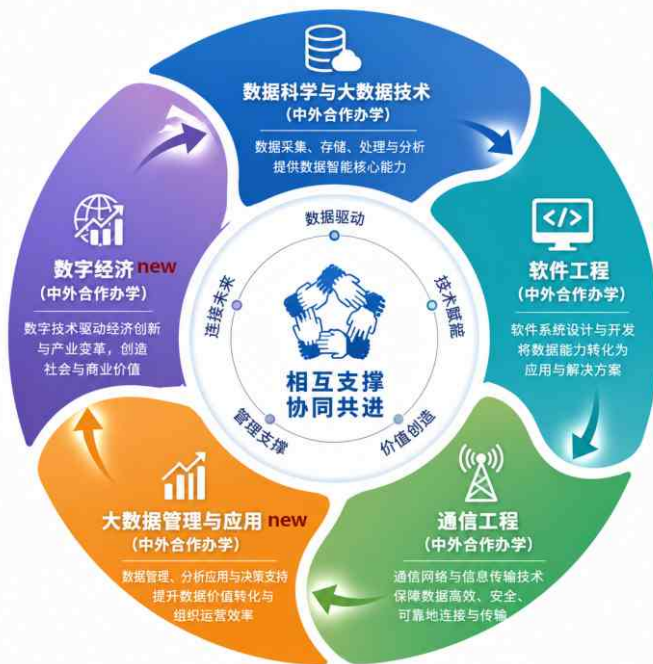 数据科学与大数据技术
(中外合作办学)
数据采集、存储、处理与分析
提供数据智能核心能力
</>
软件工程
(中外合作办学)
软件系统设计与开发
将数据能力转化为
应用与解决方案
通信工程
(中外合作办学)
通信网络与信息传输技术
保障数据高效、安全、
可靠地连接与传输
大数据管理与应用 new
(中外合作办学)
数据管理、分析应用与决策支持
提升数据价值转化与
组织运营效率
数字经济 new
(中外合作办学)
数字技术驱动经济创新
与产业变革，创造
社会与商业价值
数据驱动
技术赋能
价值创造
管理支撑
连接未来
相互支撑
协同共进